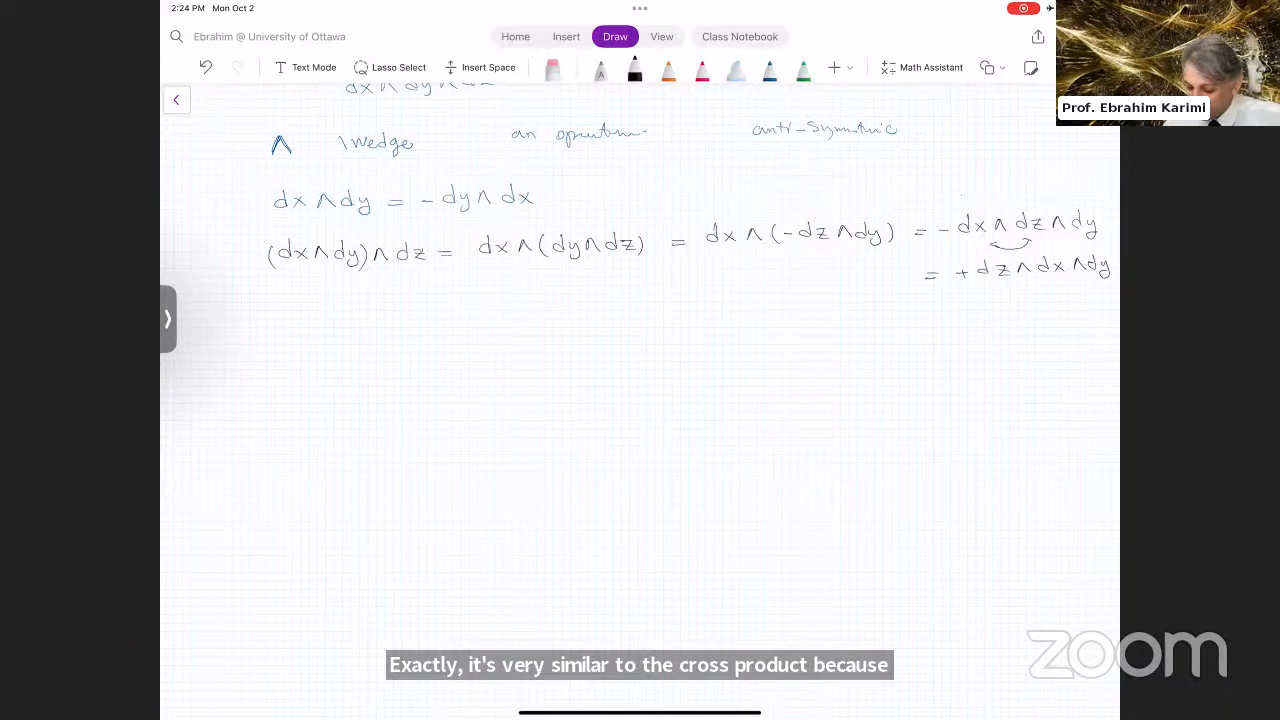 2:24 PM Mon Oct 2
Ebrahim @ University of Ottawa
Home Insert Draw View Class Notebook
Text Mode Lasso Select Insert Space Math Assistant
Prof. Ebrahim Karimi
∧ wedge an anti-symmetric
dx ∧ dy = - dy ∧ dx
(dx ∧ dy) ∧ dz = dx ∧ (dy ∧ dz) = dx ∧ (-dz ∧ dy) = - dx ∧ dz ∧ dy
= + dz ∧ dx ∧ dy
Exactly, it's very similar to the cross product because
zoom